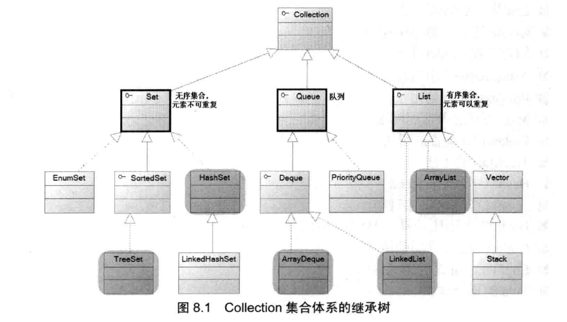 Collection
Set
无序集合，
元素不可重复
Queue
队列
List
有序集合，
元素可以重复
EnumSet
SortedSet
HashSet
Deque
PriorityQueue
ArrayList
Vector
TreeSet
LinkedHashSet
ArrayDeque
LinkedList
Stack
图 8.1 Collection 集合体系的继承树